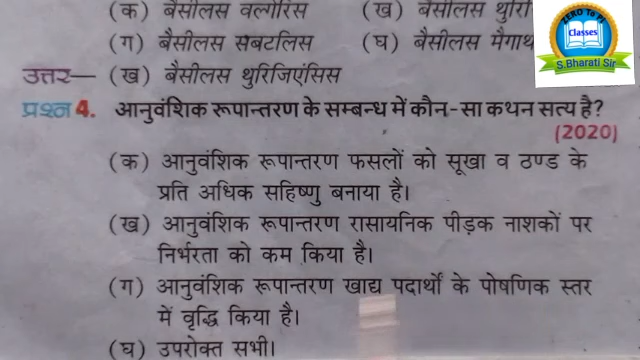 (क) बैसीलस वल्गेरिस (ख) बैसीलस
(ग) बैसीलस सबटलिस (घ) बैसीलस
उत्तर— (ख) बैसीलस थुरिजिएंसिस
प्रश्न 4. आनुवंशिक रूपान्तरण के सम्बन्ध में कौन-सा कथन सत्य है?
(2020)
(क) आनुवंशिक रूपान्तरण फसलों को सूखा व ठण्ड के
प्रति अधिक सहिष्णु बनाया है।
(ख) आनुवंशिक रूपान्तरण रासायनिक पीड़क नाशकों पर
निर्भरता को कम किया है।
(ग) आनुवंशिक रूपान्तरण खाद्य पदार्थों के पोषणिक स्तर
में वृद्धि किया है।
(घ) उपरोक्त सभी।
Classes
S.Bharati Sir